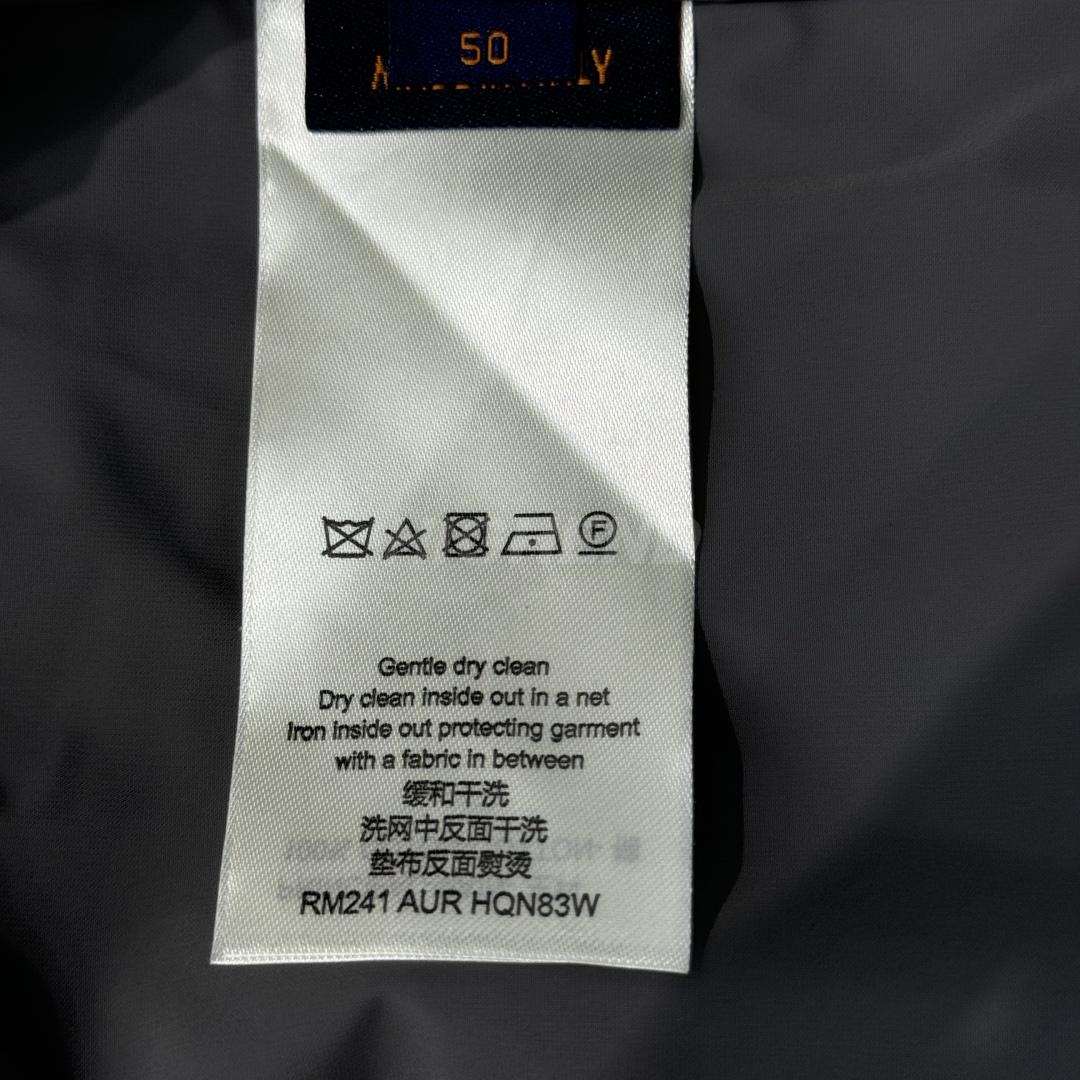 50
Gentle dry clean
Dry clean inside out in a net
Iron inside out protecting garment
with a fabric in between
缓和干洗
洗网中反面干洗
垫布反面熨烫
RM241 AUR HQN83W